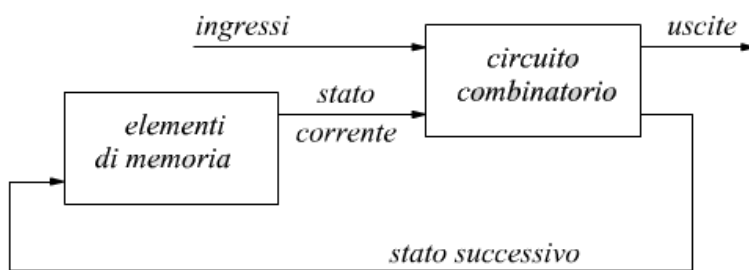 ingressi
uscite
circuito
combinatorio
stato
corrente
elementi
di memoria
stato successivo